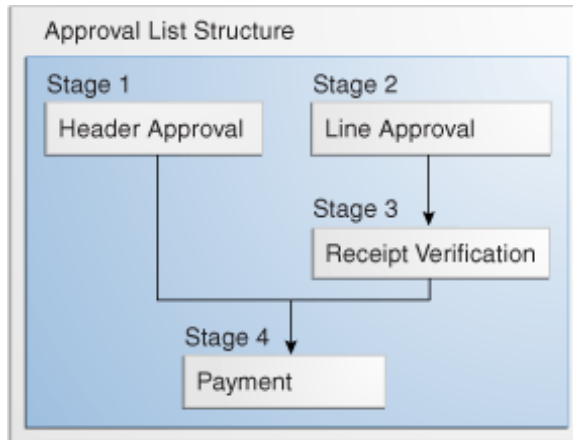 Approval List Structure
Stage 1
Header Approval
Stage 2
Line Approval
Stage 3
Receipt Verification
Stage 4
Payment